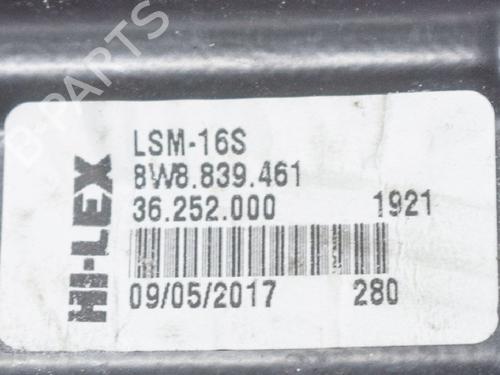 B-PARTS
HI-LEX
LSM-16S
8W8.839.461
36.252.000 1921
09/05/2017 280